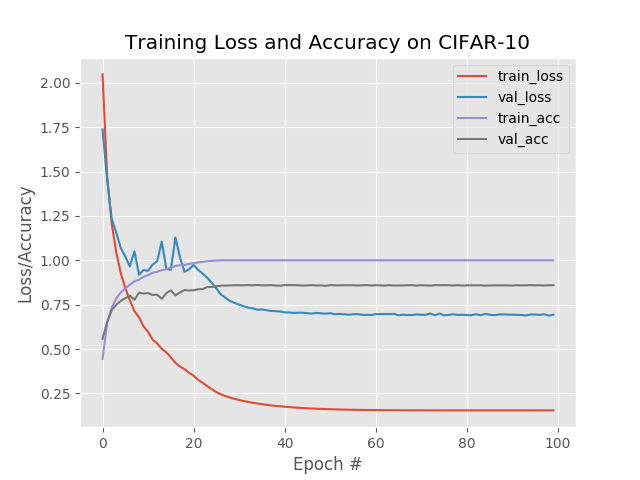 Training Loss and Accuracy on CIFAR-10
train_loss
val_loss
train_acc
val_acc
2.00
1.75
1.50
1.25
1.00
0.75
0.50
0.25
Loss/Accuracy
0 20 40 60 80 100
Epoch #